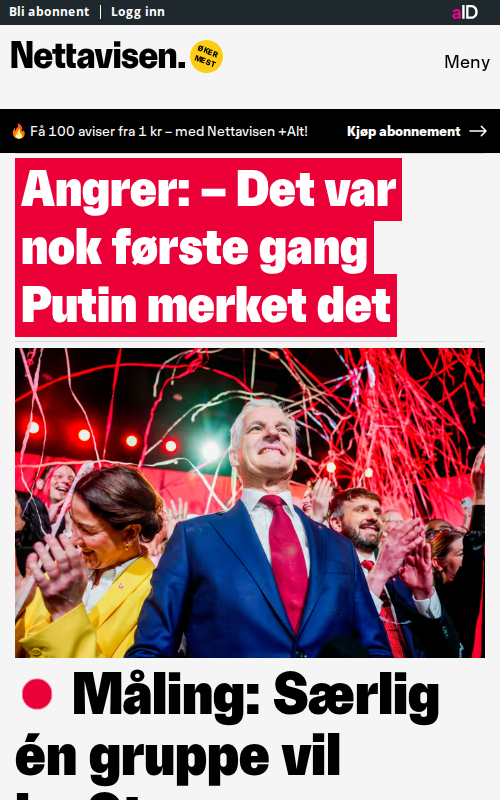 Bli abonnent | Logg inn
aID
Nettavisen.
ØKER
MEST
Meny
Få 100 aviser fra 1 kr – med Nettavisen +Alt!
Kjøp abonnement
Angrer: – Det var
nok første gang
Putin merket det
Måling: Særlig
én gruppe vil